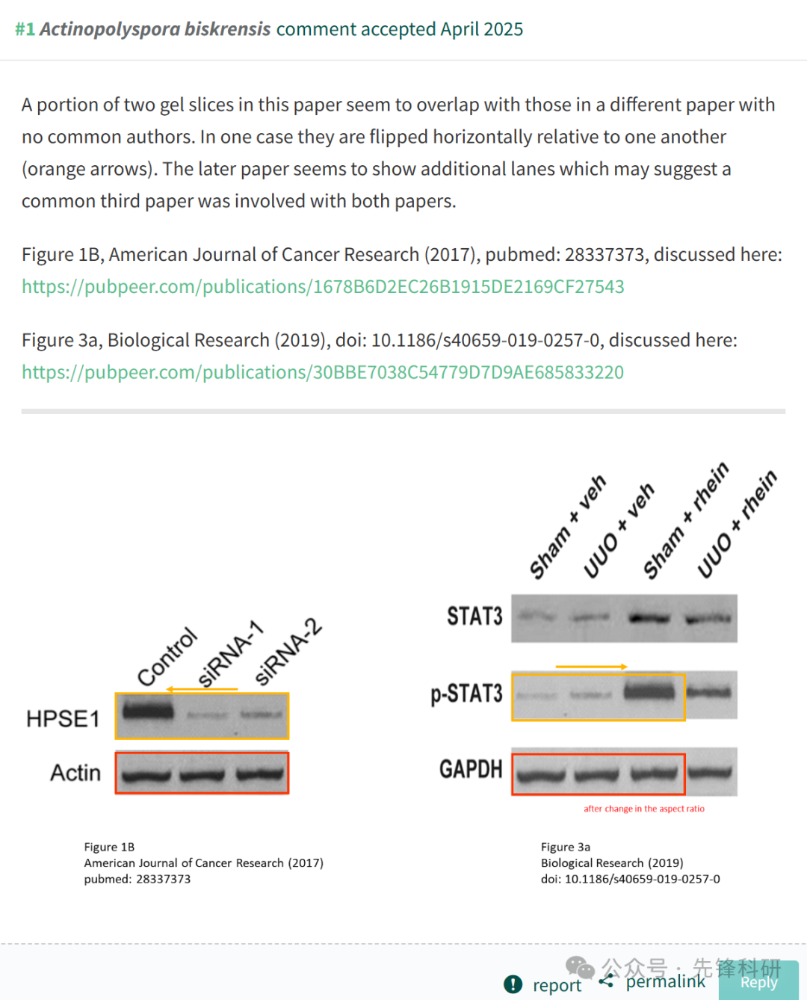 #1 Actinopolyspora biskrensis comment accepted April 2025
A portion of two gel slices in this paper seem to overlap with those in a different paper with
no common authors. In one case they are flipped horizontally relative to one another
(orange arrows). The later paper seems to show additional lanes which may suggest a
common third paper was involved with both papers.
Figure 1B, American Journal of Cancer Research (2017), pubmed: 28337373, discussed here:
https://pubpeer.com/publications/1678B6D2EC26B1915DE2169CF27543
Figure 3a, Biological Research (2019), doi: 10.1186/s40659-019-0257-0, discussed here:
https://pubpeer.com/publications/30BBE7038C54779D7D9AE685833220
Control
siRNA-1
siRNA-2
HPSE1
Actin
Figure 1B
American Journal of Cancer Research (2017)
pubmed: 28337373
Sham + veh
UUO + veh
Sham + rhein
UUO + rhein
STAT3
p-STAT3
GAPDH
after change in the aspect ratio
Figure 3a
Biological Research (2019)
doi: 10.1186/s40659-019-0257-0
公众号 · 先锋科研
report
permalink
Reply